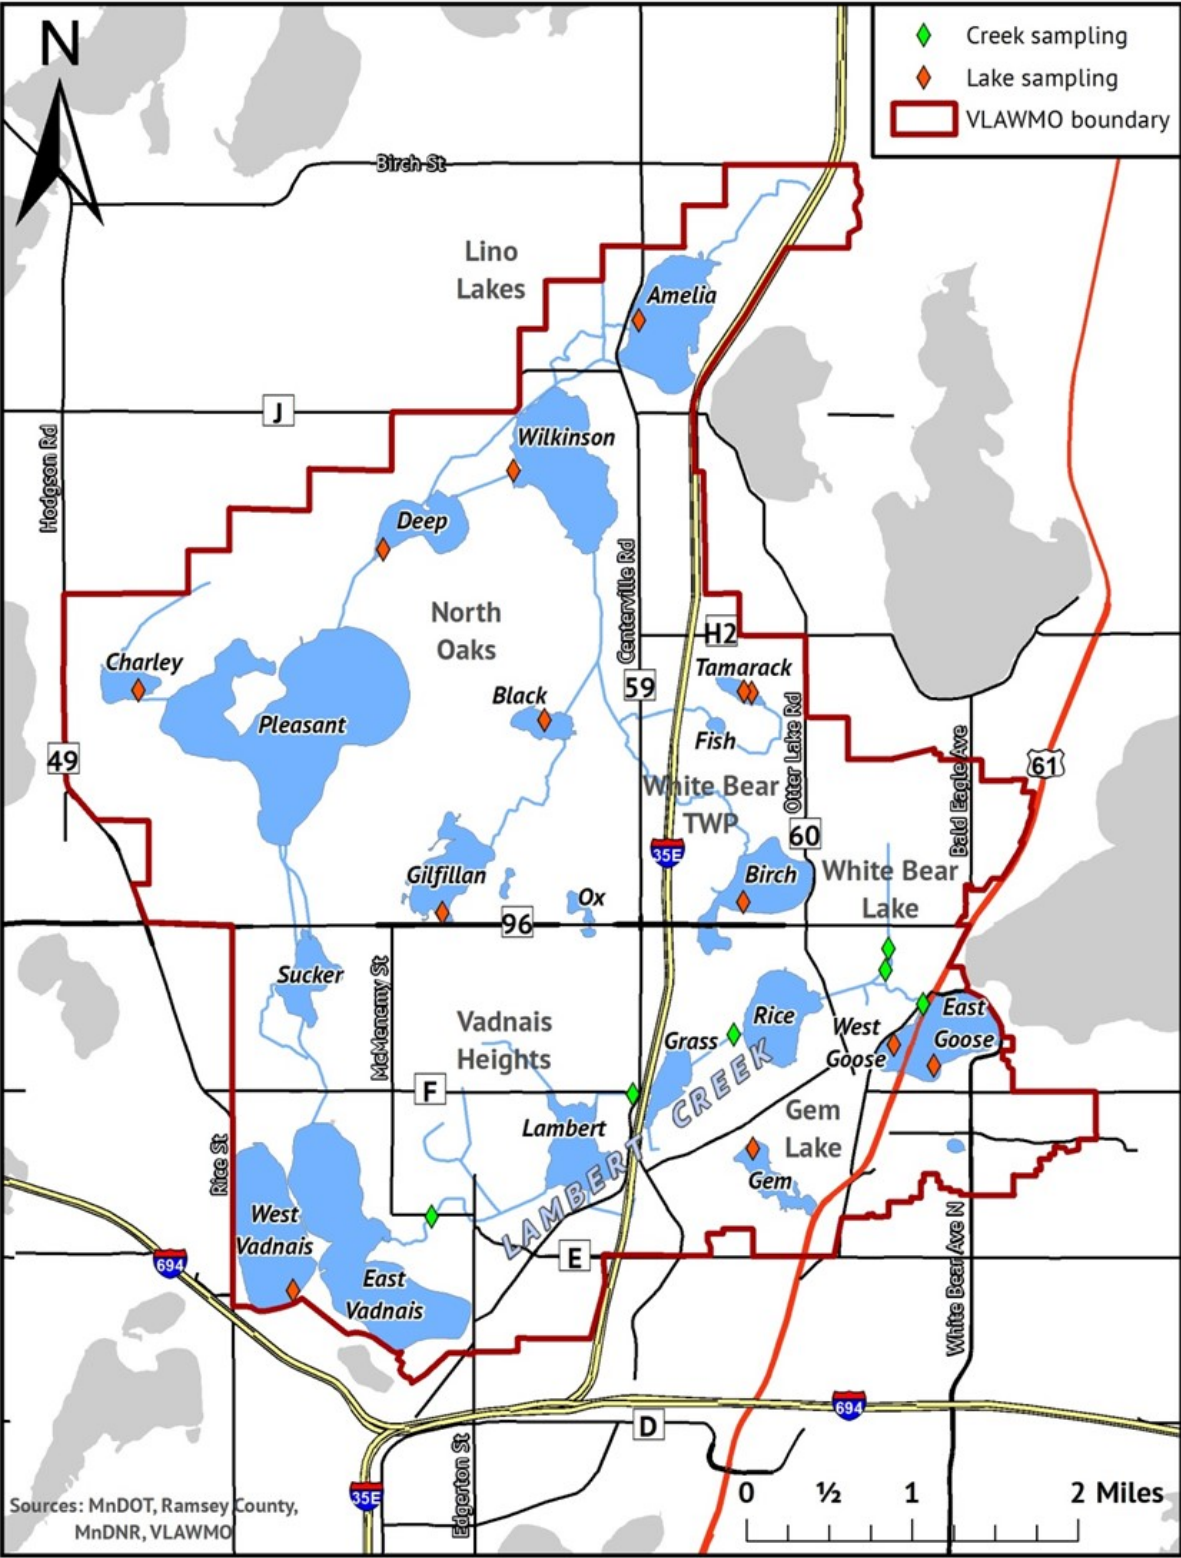 N
Creek sampling
Lake sampling
VLAWMO boundary
Birch St
Lino
Lakes
Amelia
J
Wilkinson
Hodgson Rd
Deep
Centerville Rd
North
Oaks
H2
Charley
Tamarack
59
Black
Pleasant
Fish
Otter Lake Rd
49
61
Bald Eagle Ave
White Bear
TWP
60
35E
Gilfillan
Birch
White Bear
Lake
Ox
96
Sucker
McMenemy St
Vadnais
Heights
Rice
Grass
West
Goose
East
Goose
F
LAMBERT CREEK
Lambert
Gem
Lake
Gem
Rice St
West
Vadnais
East
Vadnais
E
694
White Bear Ave N
694
D
Edgerton St
35E
0 ½ 1 2 Miles
Sources: MnDOT, Ramsey County,
MnDNR, VLAWMO